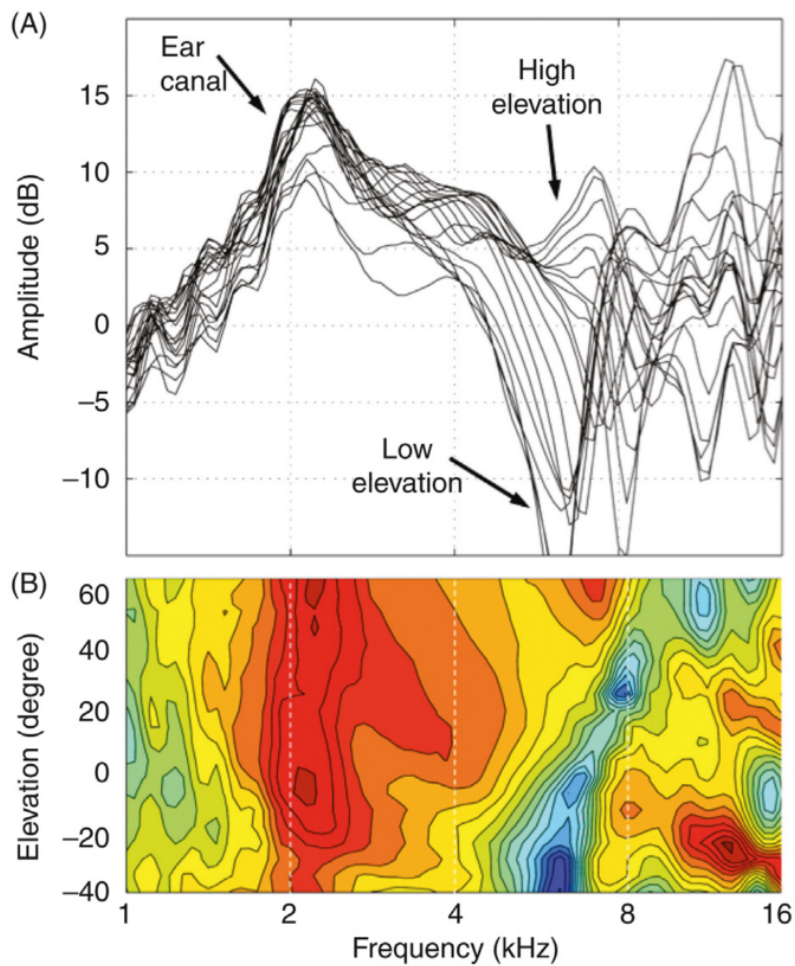 (A)
Ear
canal
High
elevation
15
10
5
0
−5
−10
Amplitude (dB)
Low
elevation
(B)
60
40
20
0
−20
−40
Elevation (degree)
1 2 4 8 16
Frequency (kHz)